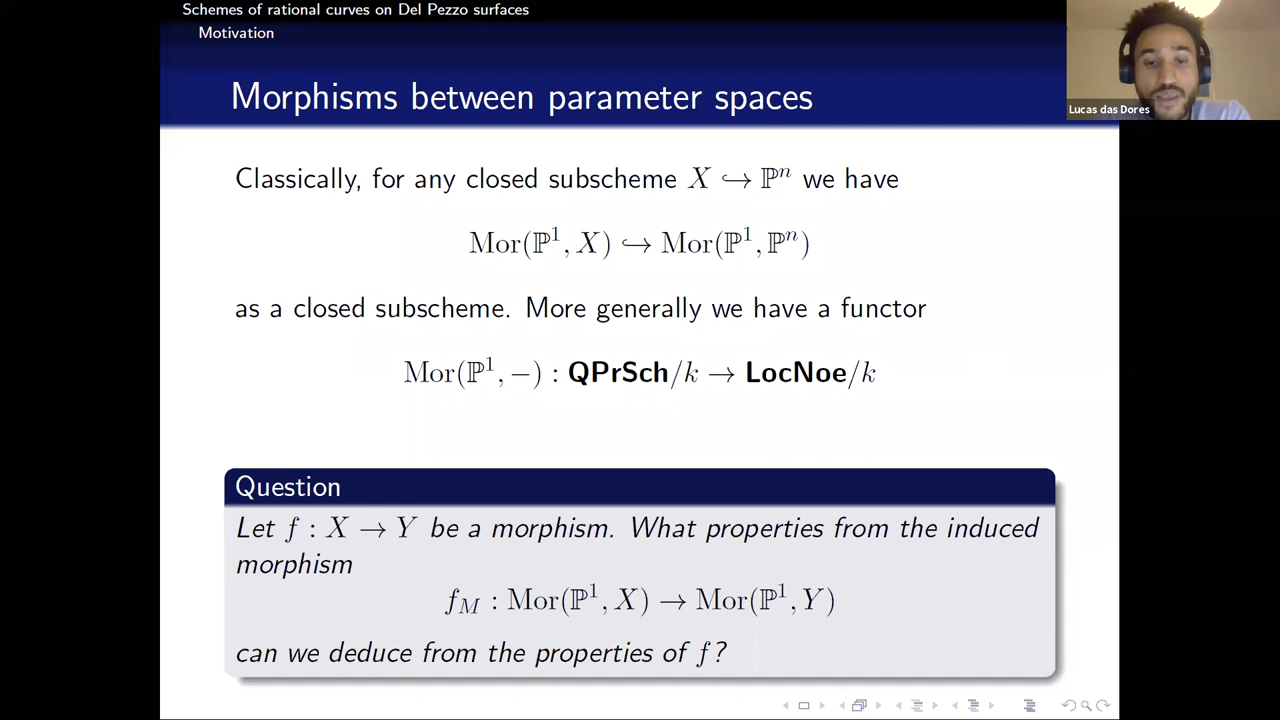 Schemes of rational curves on Del Pezzo surfaces
Motivation
Morphisms between parameter spaces
Lucas das Dores
Classically, for any closed subscheme X ↪ ℙⁿ we have
Mor(ℙ¹, X) ↪ Mor(ℙ¹, ℙⁿ)
as a closed subscheme. More generally we have a functor
Mor(ℙ¹, −) : QPrSch/k → LocNoe/k
Question
Let f : X → Y be a morphism. What properties from the induced
morphism
f_M : Mor(ℙ¹, X) → Mor(ℙ¹, Y)
can we deduce from the properties of f?